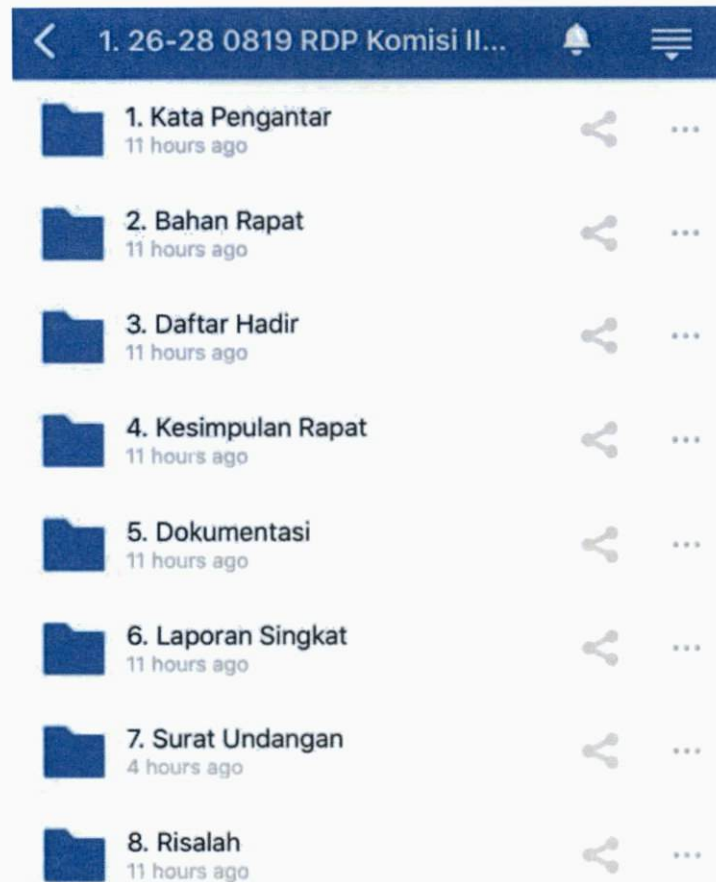 1. 26-28 0819 RDP Komisi II...
1. Kata Pengantar
11 hours ago
2. Bahan Rapat
11 hours ago
3. Daftar Hadir
11 hours ago
4. Kesimpulan Rapat
11 hours ago
5. Dokumentasi
11 hours ago
6. Laporan Singkat
11 hours ago
7. Surat Undangan
4 hours ago
8. Risalah
11 hours ago